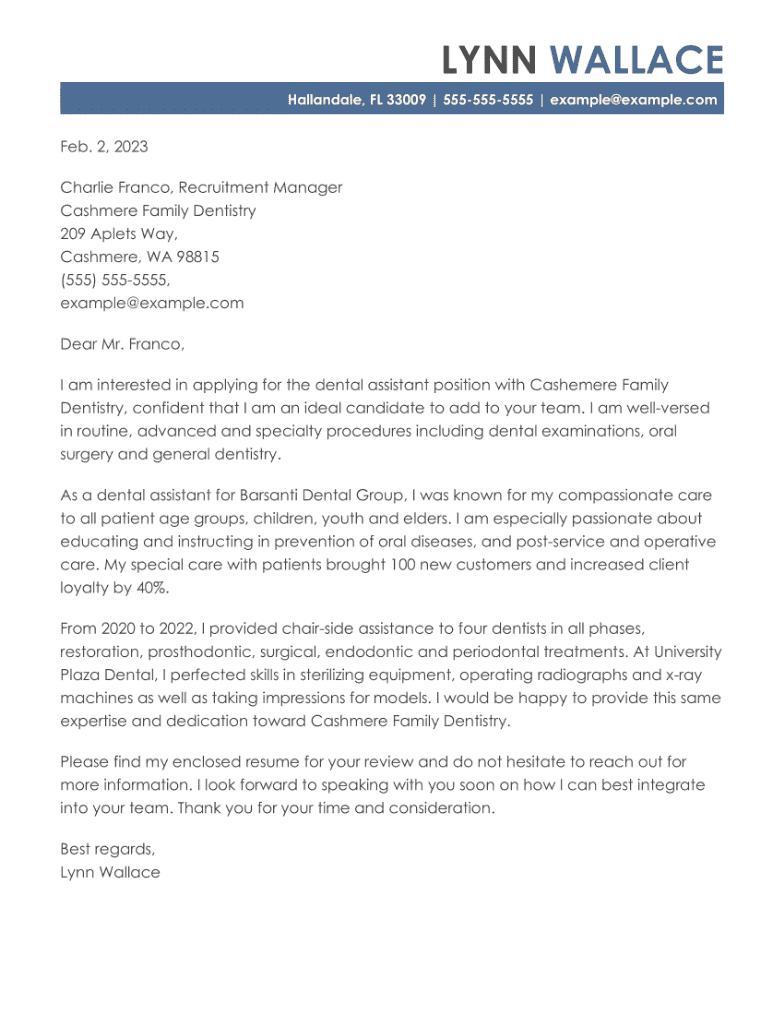 LYNN WALLACE
Hallandale, FL 33009 | 555-555-5555 | example@example.com
Feb. 2, 2023
Charlie Franco, Recruitment Manager
Cashmere Family Dentistry
209 Aplets Way,
Cashmere, WA 98815
(555) 555-5555,
example@example.com
Dear Mr. Franco,
I am interested in applying for the dental assistant position with Cashemere Family
Dentistry, confident that I am an ideal candidate to add to your team. I am well-versed
in routine, advanced and specialty procedures including dental examinations, oral
surgery and general dentistry.
As a dental assistant for Barsanti Dental Group, I was known for my compassionate care
to all patient age groups, children, youth and elders. I am especially passionate about
educating and instructing in prevention of oral diseases, and post-service and operative
care. My special care with patients brought 100 new customers and increased client
loyalty by 40%.
From 2020 to 2022, I provided chair-side assistance to four dentists in all phases,
restoration, prosthodontic, surgical, endodontic and periodontal treatments. At University
Plaza Dental, I perfected skills in sterilizing equipment, operating radiographs and x-ray
machines as well as taking impressions for models. I would be happy to provide this same
expertise and dedication toward Cashmere Family Dentistry.
Please find my enclosed resume for your review and do not hesitate to reach out for
more information. I look forward to speaking with you soon on how I can best integrate
into your team. Thank you for your time and consideration.
Best regards,
Lynn Wallace